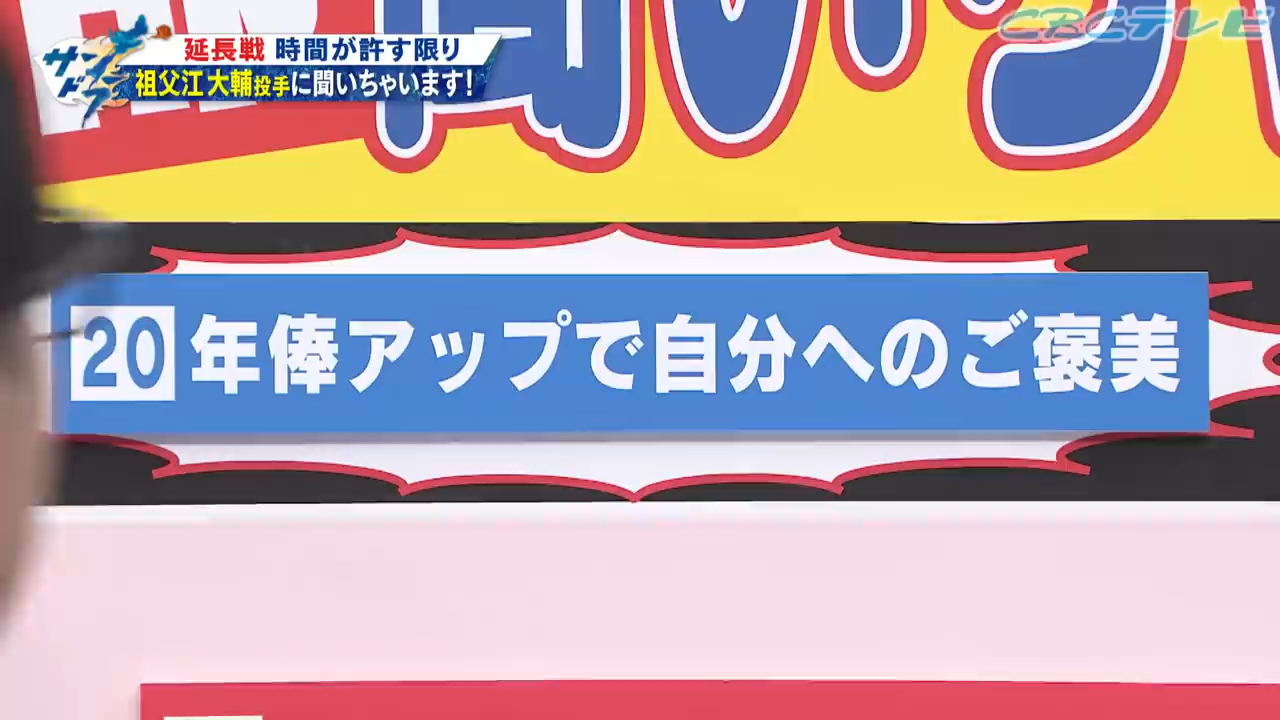 CBCテレビ
サンドラ
延長戦 時間が許す限り
祖父江 大輔投手に聞いちゃいます!
20 年俸アップで自分へのご褒美